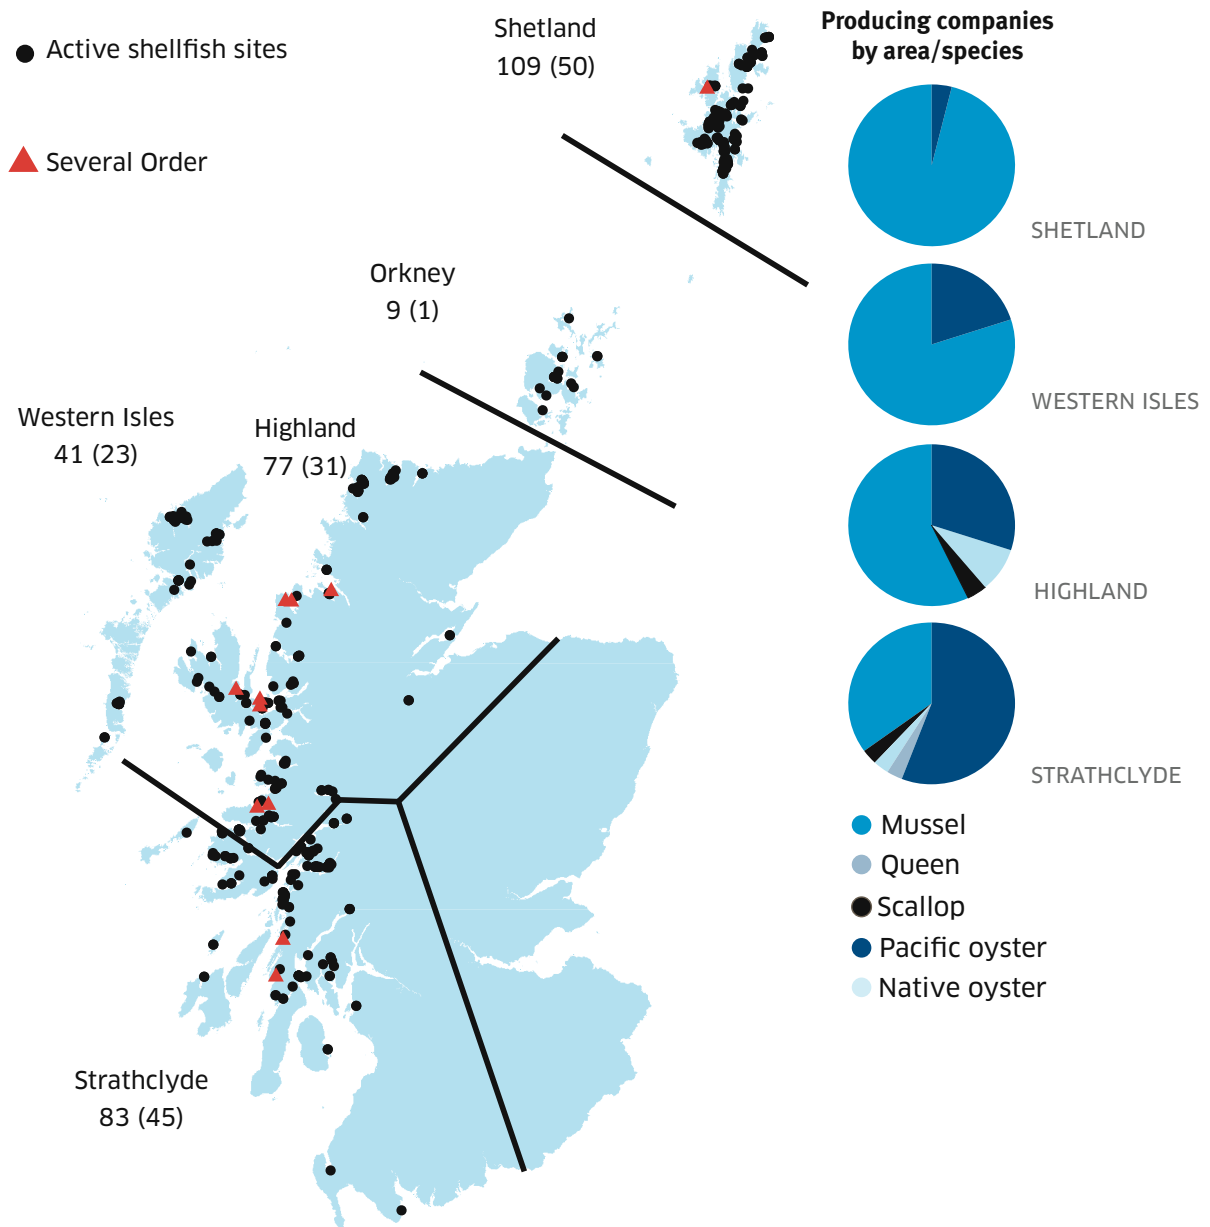 Active shellfish sites
Several Order
Shetland
109 (50)
Orkney
9 (1)
Western Isles
41 (23)
Highland
77 (31)
Strathclyde
83 (45)
Producing companies
by area/species
SHETLAND
WESTERN ISLES
HIGHLAND
STRATHCLYDE
Mussel
Queen
Scallop
Pacific oyster
Native oyster